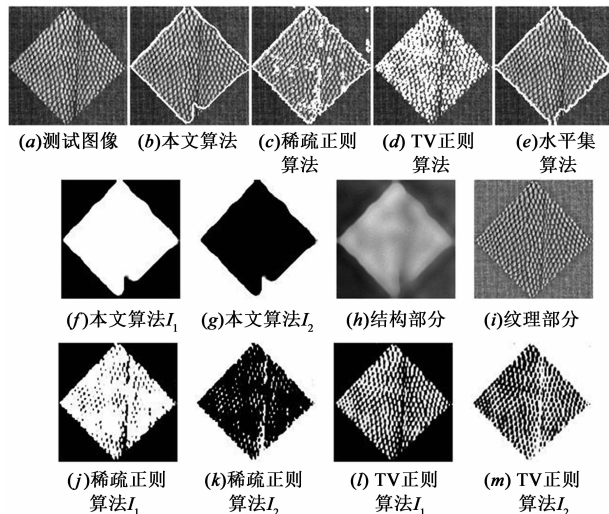 (a)测试图像 (b)本文算法 (c)稀疏正则 (d) TV正则 (e)水平集
算法 算法 算法
(f)本文算法I₁ (g)本文算法I₂ (h)结构部分 (i)纹理部分
(j)稀疏正则 (k)稀疏正则 (l) TV正则 (m) TV正则
算法I₁ 算法I₂ 算法I₁ 算法I₂